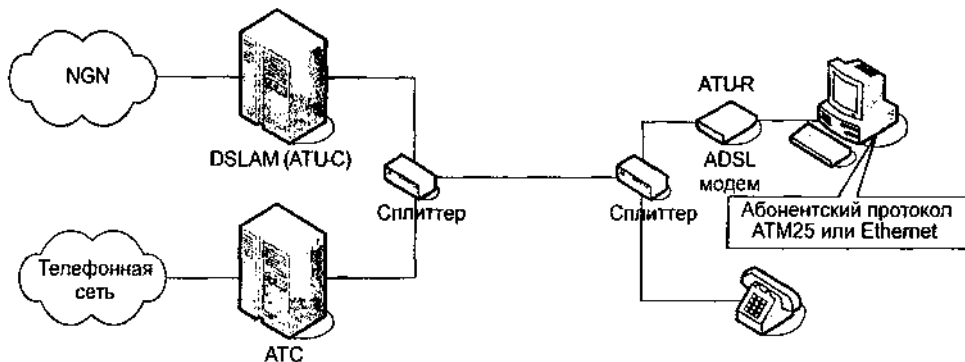 NGN
DSLAM (ATU-C)
Сплиттер
Телефонная
сеть
АТС
ATU-R
ADSL
модем
Сплиттер
Абонентский протокол
ATM25 или Ethernet